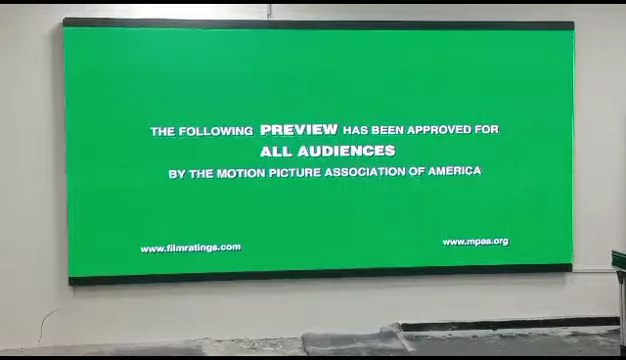 THE FOLLOWING PREVIEW HAS BEEN APPROVED FOR
ALL AUDIENCES
BY THE MOTION PICTURE ASSOCIATION OF AMERICA
www.filmratings.com
www.mpaa.org